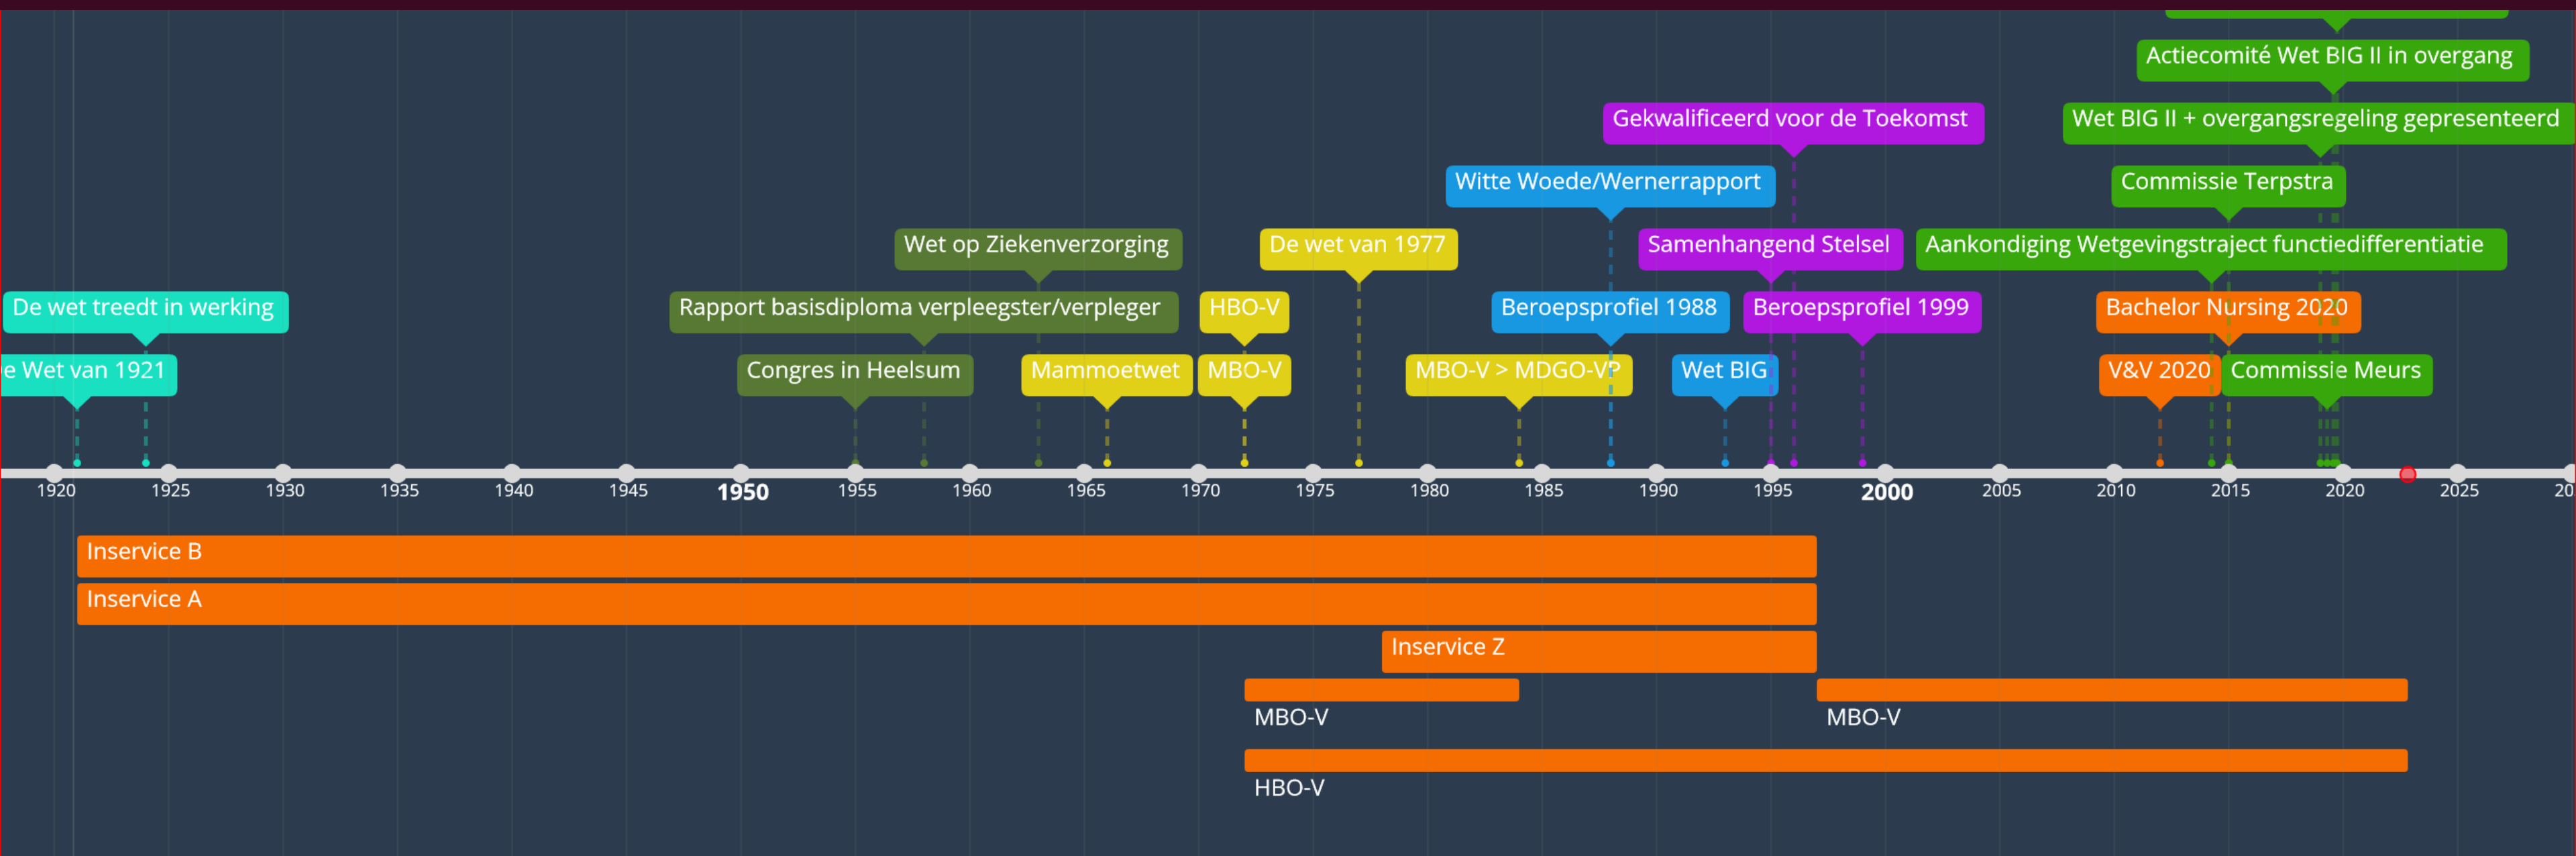 Actiecomité Wet BIG II in overgang
Gekwalificeerd voor de Toekomst
Wet BIG II + overgangsregeling gepresenteerd
Witte Woede/Wernerrapport
Commissie Terpstra
Wet op Ziekenverzorging
De wet van 1977
Samenhangend Stelsel
Aankondiging Wetgevingstraject functiedifferentiatie
De wet treedt in werking
Rapport basisdiploma verpleegster/verpleger
HBO-V
Beroepsprofiel 1988
Beroepsprofiel 1999
Bachelor Nursing 2020
e Wet van 1921
Congres in Heelsum
Mammoetwet
MBO-V
MBO-V > MDGO-VP
Wet BIG
V&V 2020
Commissie Meurs
1920 1925 1930 1935 1940 1945 1950 1955 1960 1965 1970 1975 1980 1985 1990 1995 2000 2005 2010 2015 2020 2025 20
Inservice B
Inservice A
Inservice Z
MBO-V
MBO-V
HBO-V